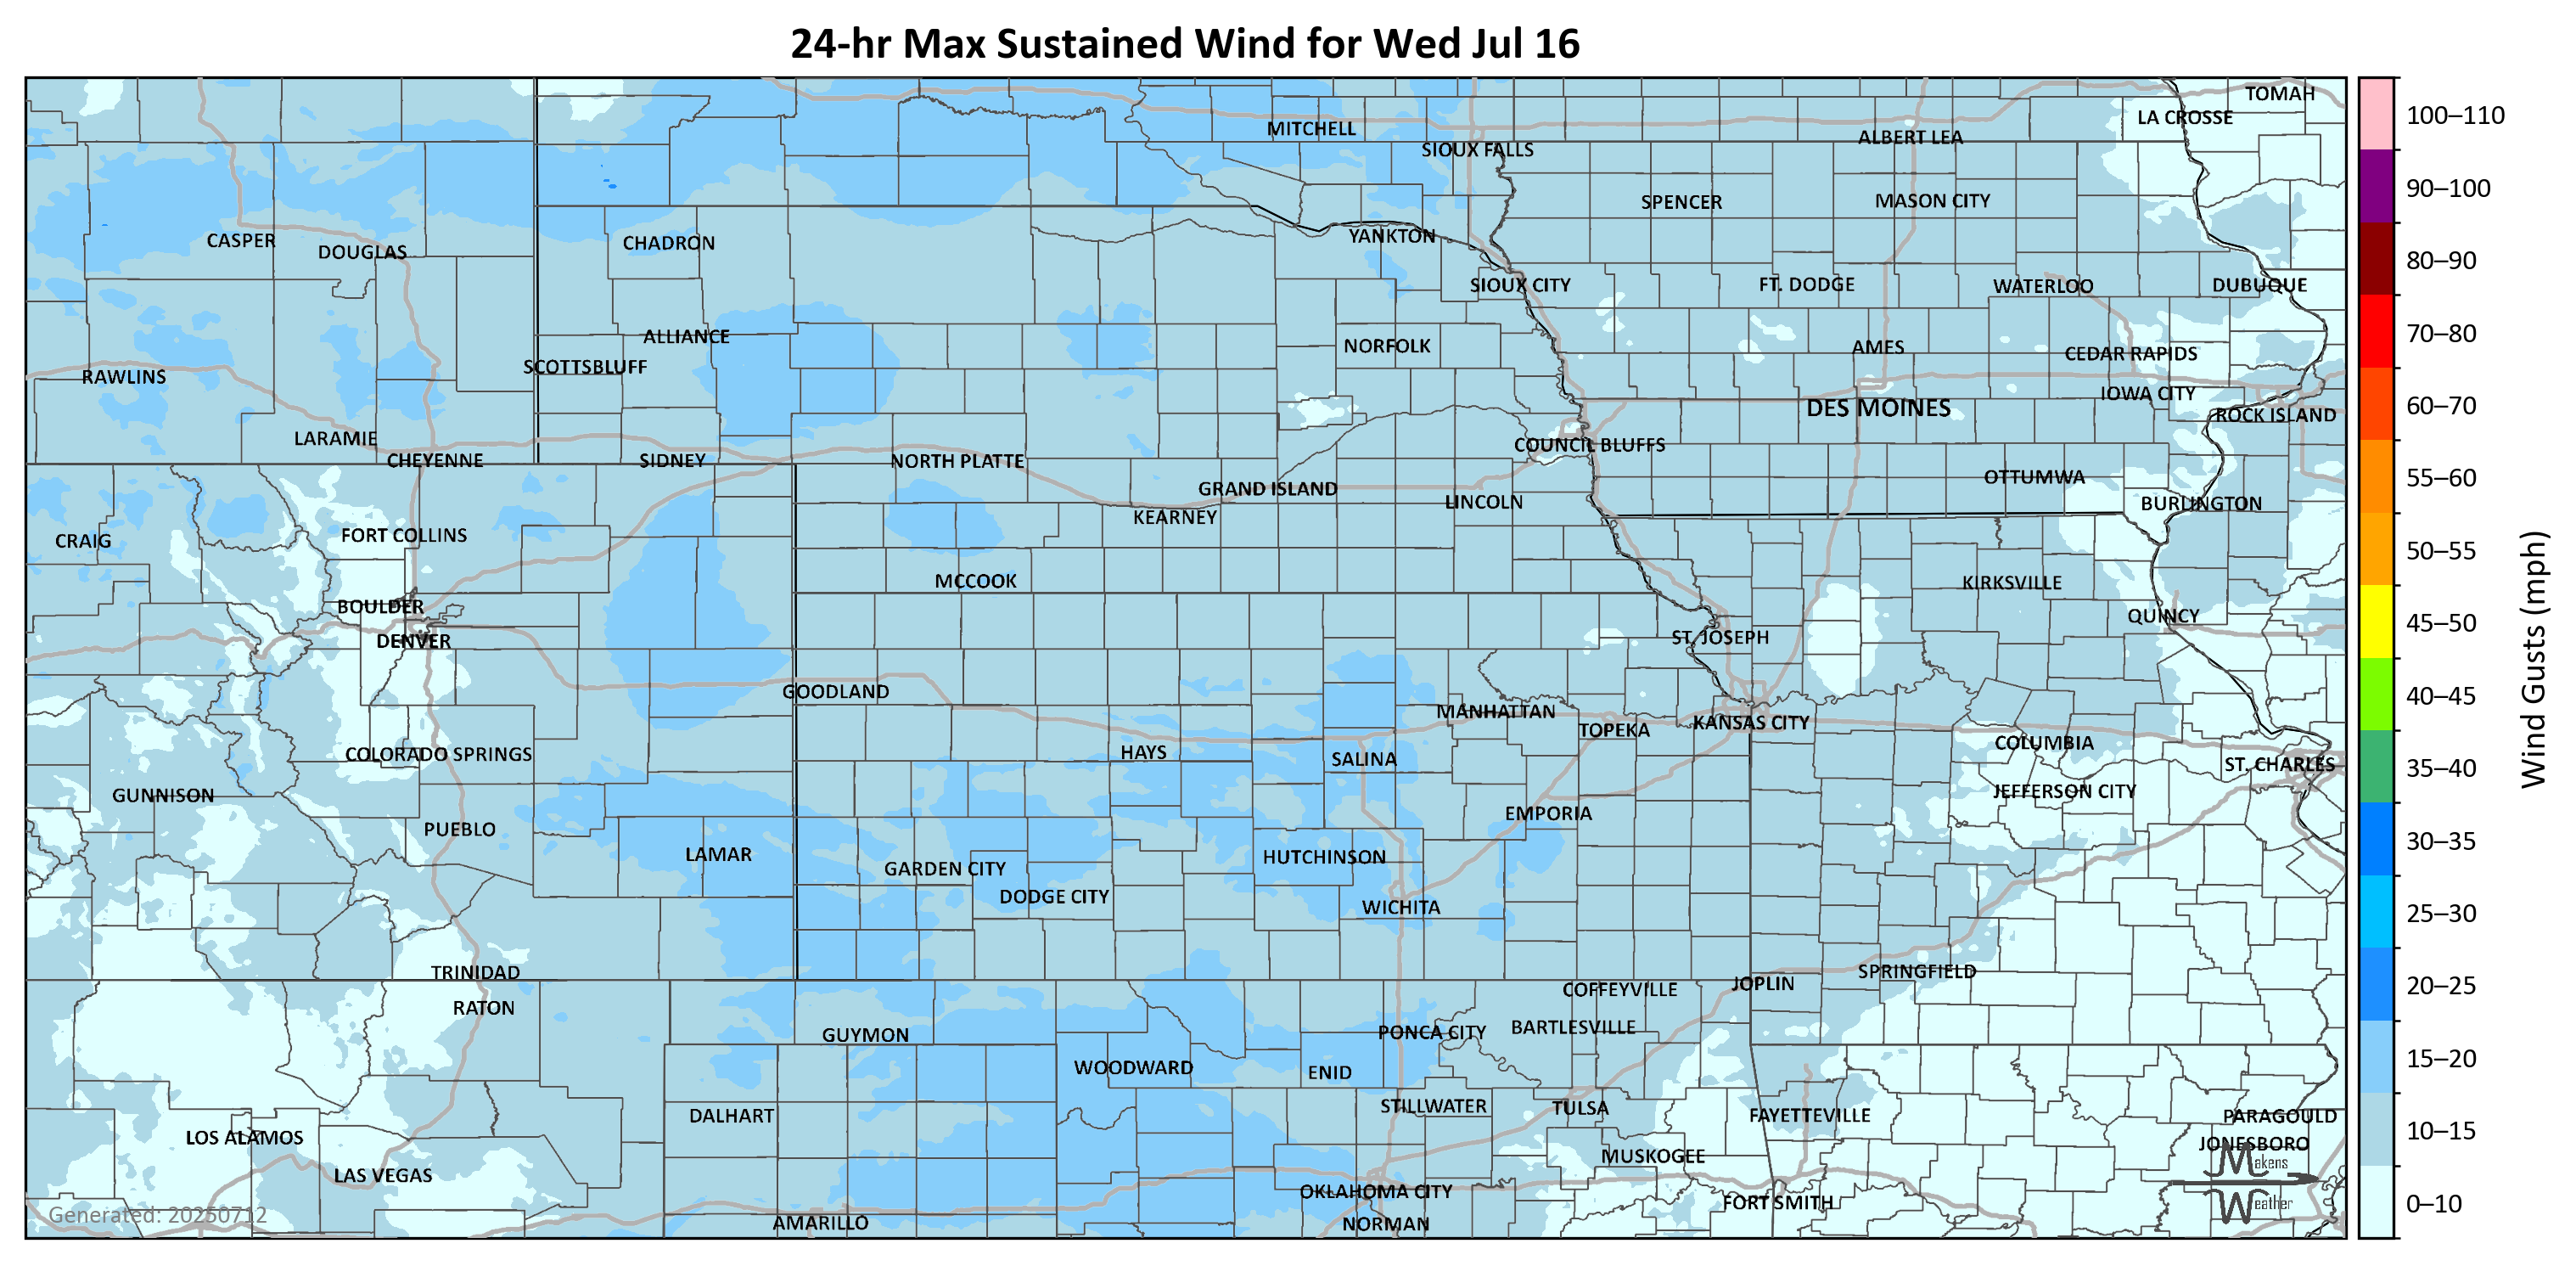 24-hr Max Sustained Wind for Wed Jul 16
TOMAH
LA CROSSE
MITCHELL
ALBERT LEA
SIOUX FALLS
SPENCER
MASON CITY
CASPER
DOUGLAS
CHADRON
YANKTON
SIOUX CITY
FT. DODGE
WATERLOO
DUBUQUE
ALLIANCE
SCOTTSBLUFF
NORFOLK
AMES
CEDAR RAPIDS
RAWLINS
IOWA CITY
DES MOINES
ROCK ISLAND
LARAMIE
COUNCIL BLUFFS
CHEYENNE
SIDNEY
NORTH PLATTE
GRAND ISLAND
LINCOLN
OTTUMWA
BURLINGTON
KEARNEY
CRAIG
FORT COLLINS
MCCOOK
KIRKSVILLE
BOULDER
QUINCY
DENVER
ST. JOSEPH
GOODLAND
MANHATTAN
TOPEKA
KANSAS CITY
COLORADO SPRINGS
HAYS
SALINA
COLUMBIA
ST. CHARLES
GUNNISON
JEFFERSON CITY
PUEBLO
EMPORIA
LAMAR
GARDEN CITY
HUTCHINSON
DODGE CITY
WICHITA
TRINIDAD
SPRINGFIELD
JOPLIN
COFFEYVILLE
RATON
GUYMON
PONCA CITY
BARTLESVILLE
WOODWARD
ENID
DALHART
STILLWATER
TULSA
FAYETTEVILLE
PARAGOULD
LOS ALAMOS
JONESBORO
LAS VEGAS
MUSKOGEE
OKLAHOMA CITY
FORT SMITH
AMARILLO
NORMAN
Generated: 20250712
Makens
Weather
100–110
90–100
80–90
70–80
60–70
55–60
50–55
45–50
40–45
35–40
30–35
25–30
20–25
15–20
10–15
0–10
Wind Gusts (mph)